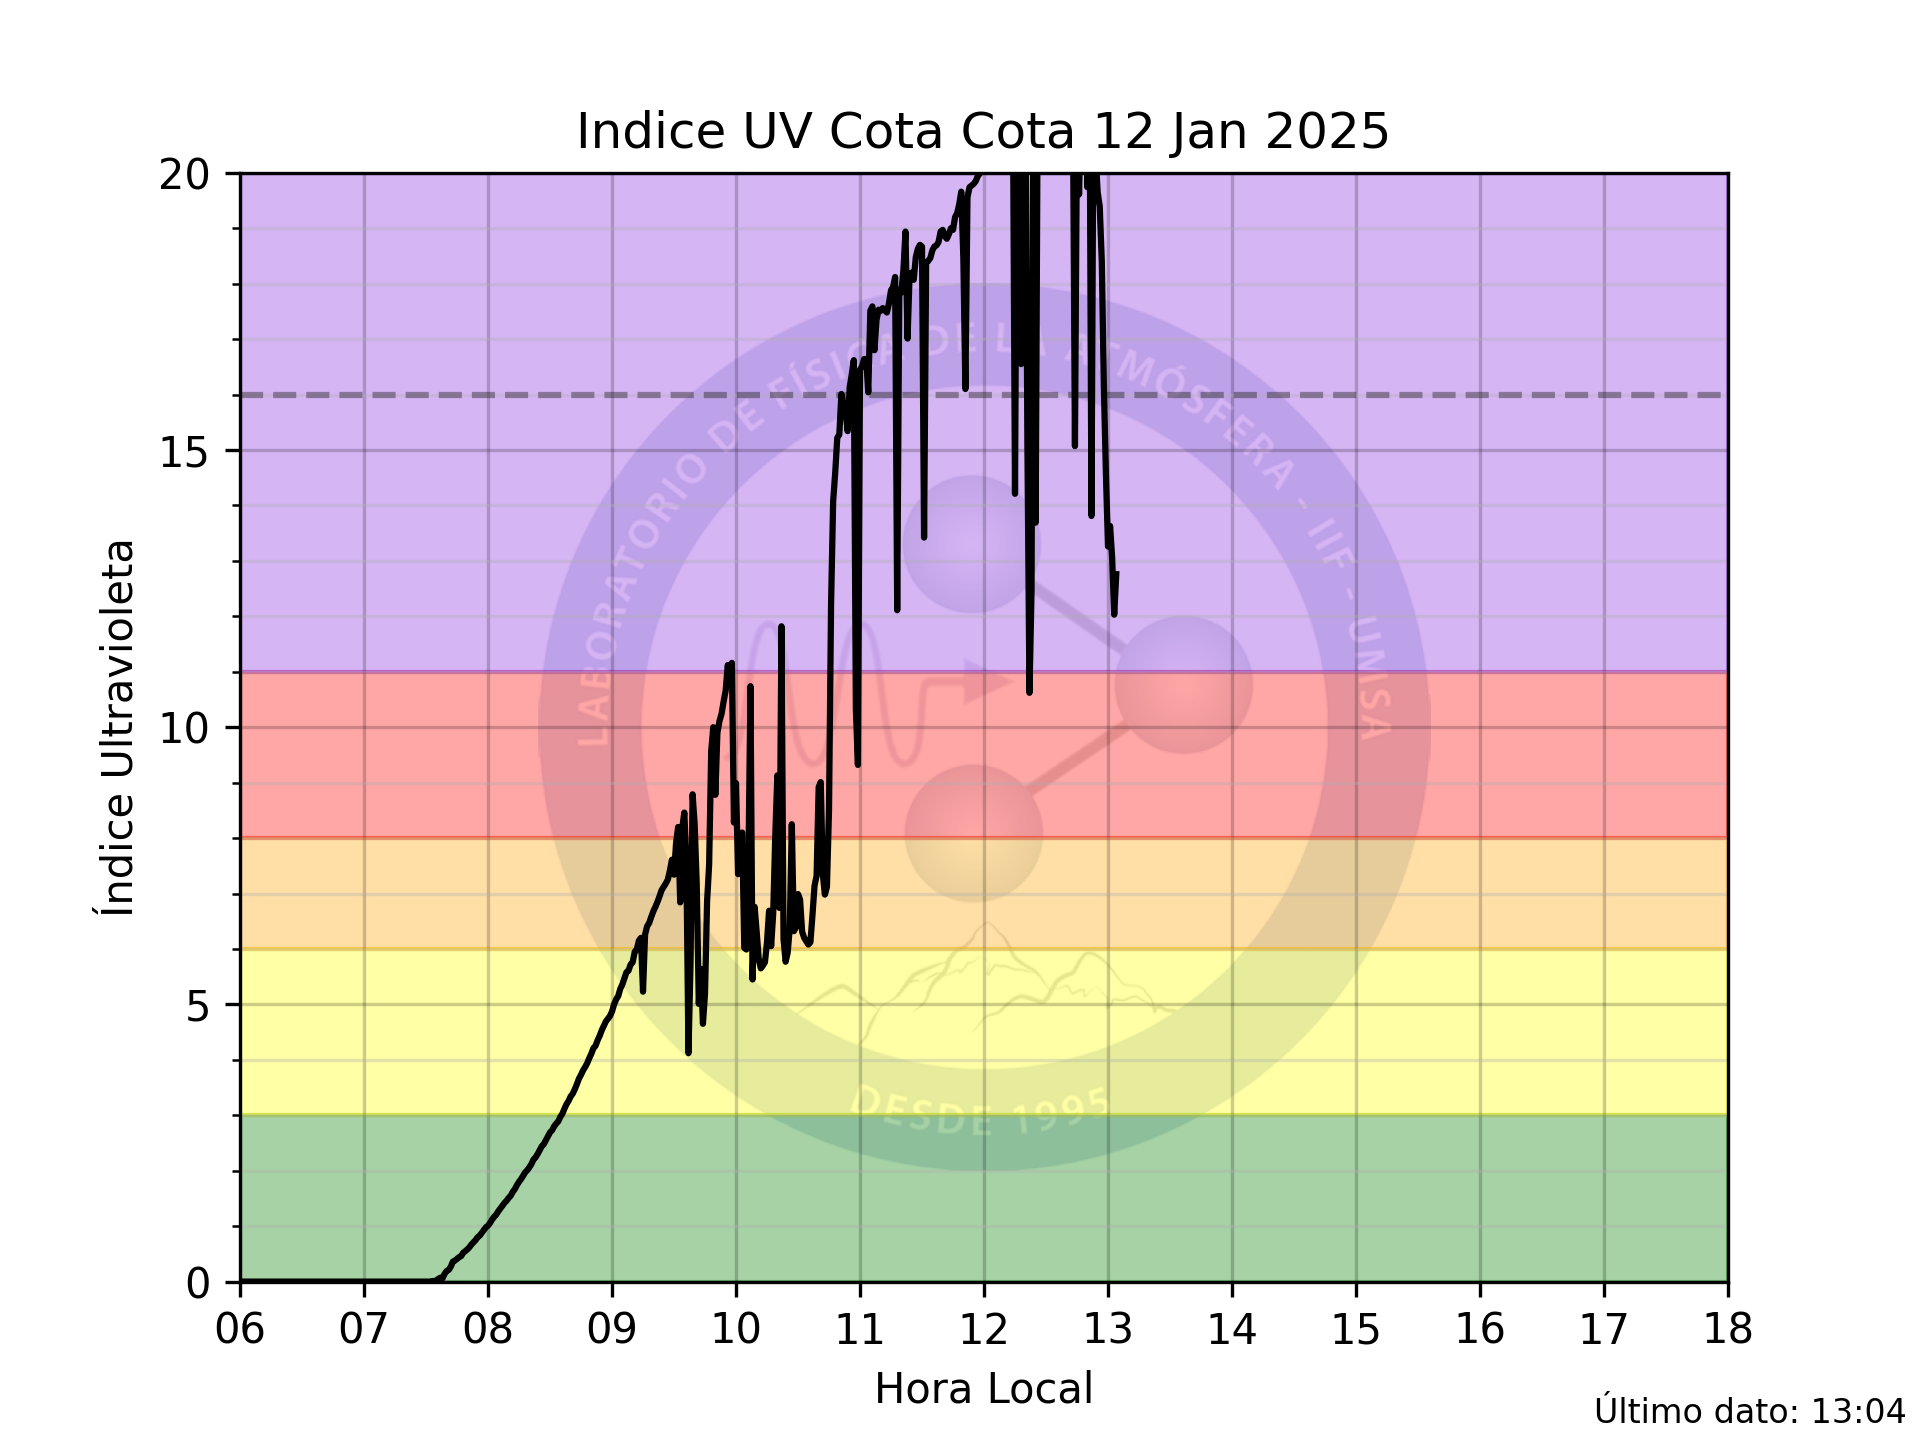 Indice UV Cota Cota 12 Jan 2025
20
15
10
5
0
Índice Ultravioleta
LABORATORIO DE FÍSICA DE LA ATMÓSFERA - IIF - UMSA
DESDE 1995
06 07 08 09 10 11 12 13 14 15 16 17 18
Hora Local
Último dato: 13:04